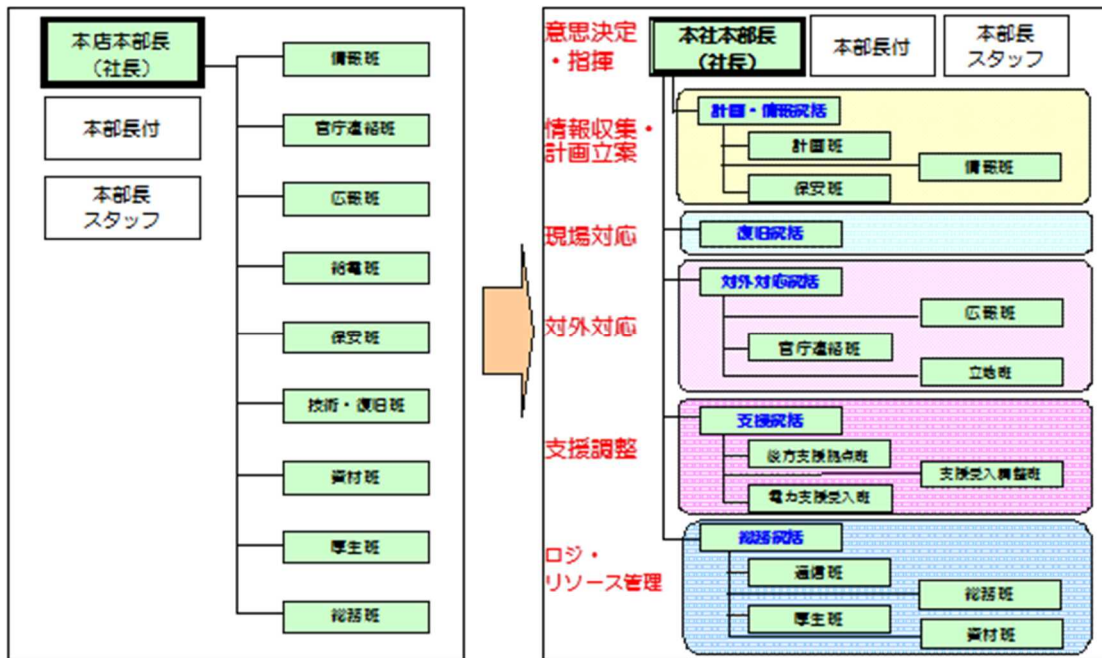 本店本部長
（社長）
本部長付
本部長
スタッフ
情報班
官庁連絡班
広報班
給電班
保安班
技術・復旧班
資材班
厚生班
総務班
意思決定
・指揮
本社本部長
（社長）
本部長付
本部長
スタッフ
情報収集・
計画立案
計画・情報統括
計画班
情報班
保安班
現場対応
復旧統括
対外対応
対外対応統括
広報班
官庁連絡班
立地班
支援調整
支援統括
後方支援拠点班
支援受入調整班
電力支援受入班
ロジ・
リソース管理
総務統括
通信班
総務班
厚生班
資材班